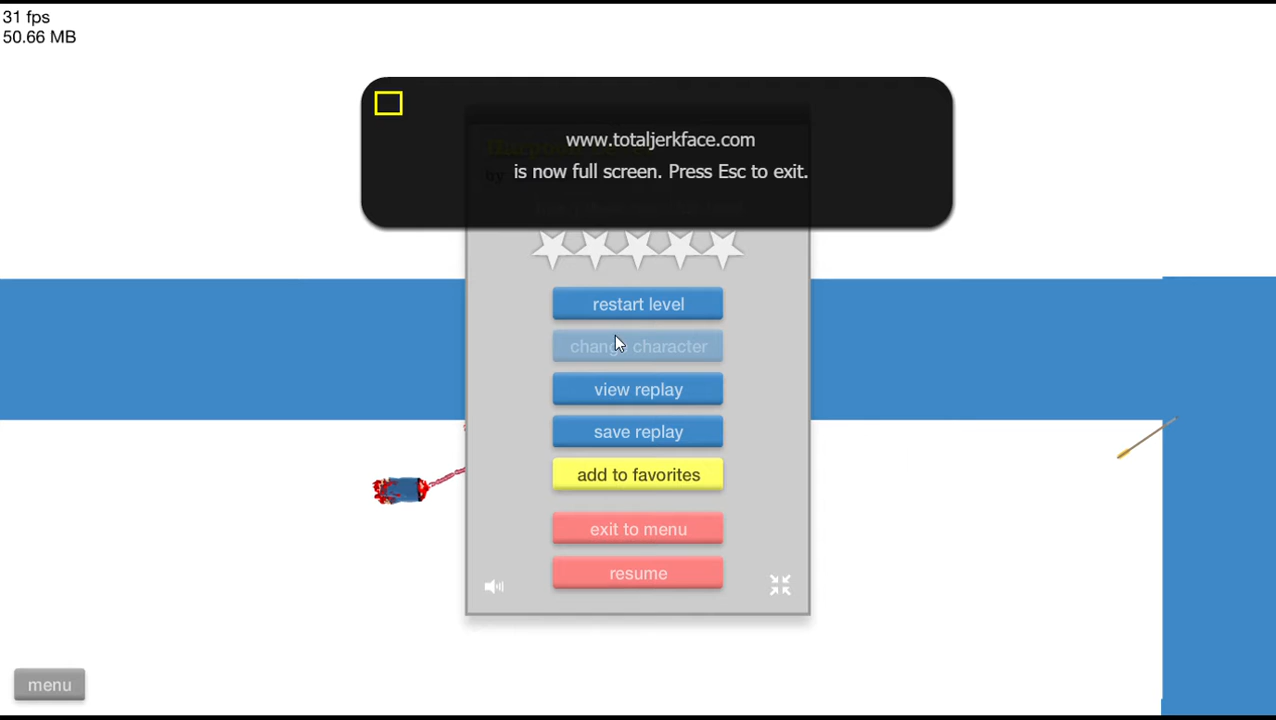 31 fps
50.66 MB
www.totaljerkface.com
is now full screen. Press Esc to exit.
by
restart level
change character
view replay
save replay
add to favorites
exit to menu
resume
menu